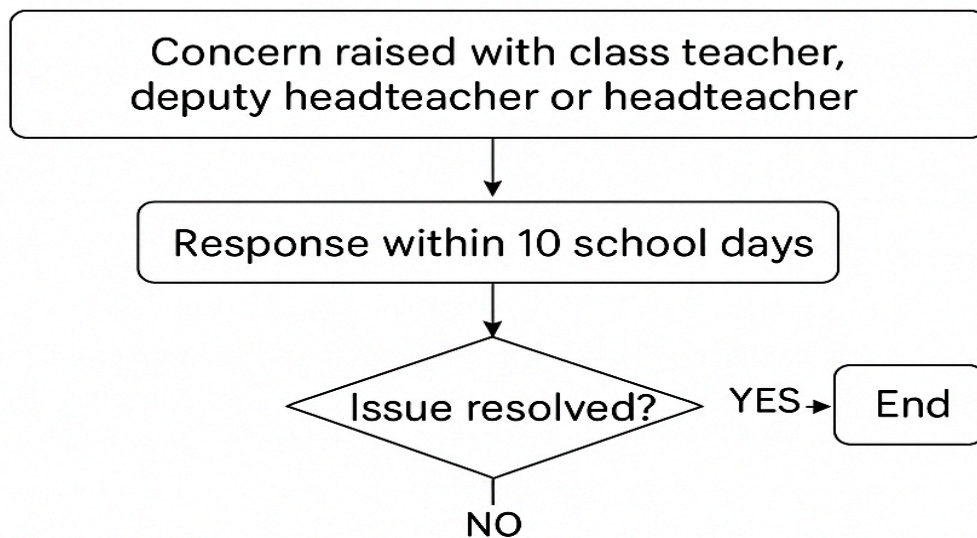 Concern raised with class teacher,
deputy headteacher or headteacher
Response within 10 school days
Issue resolved?
YES
End
NO